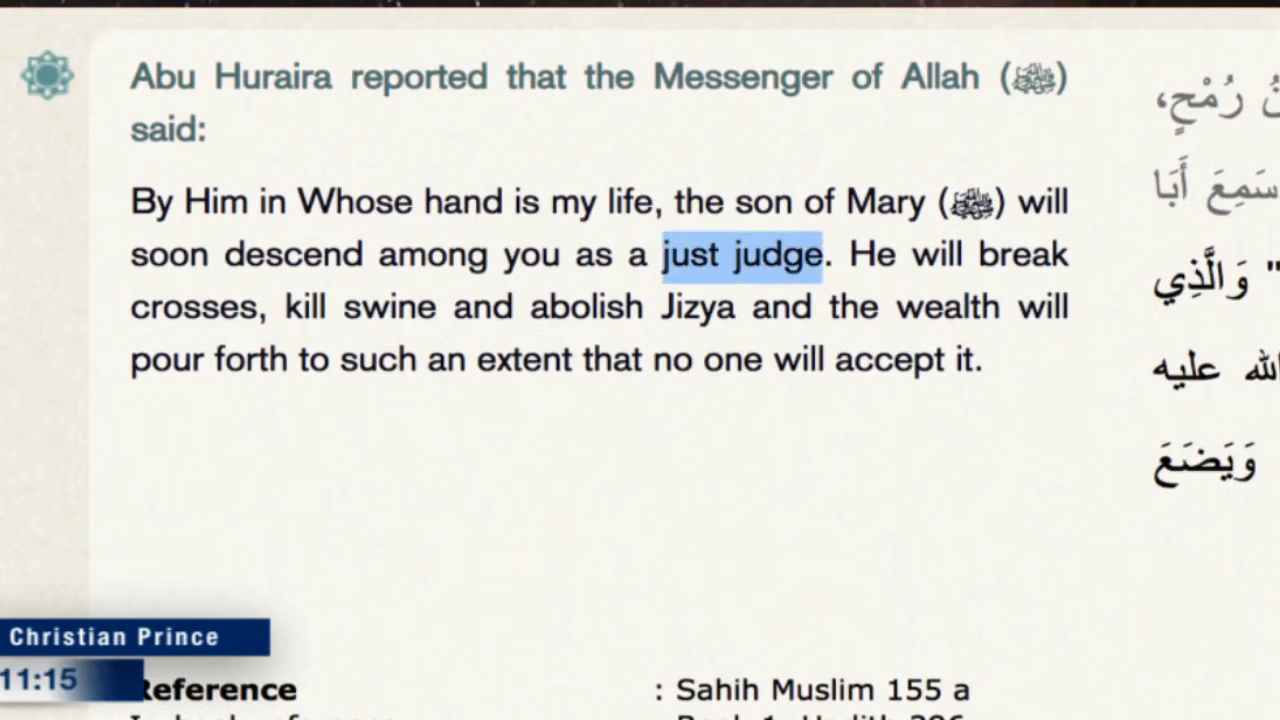 Abu Huraira reported that the Messenger of Allah (ﷺ)
said:
By Him in Whose hand is my life, the son of Mary (ﷺ) will
soon descend among you as a just judge. He will break
crosses, kill swine and abolish Jizya and the wealth will
pour forth to such an extent that no one will accept it.
رُمْحٍ،
سَمِعَ أَبَا
" وَالَّذِي
الله عليه
وَيَضَعَ
Christian Prince
11:15
Reference : Sahih Muslim 155 a